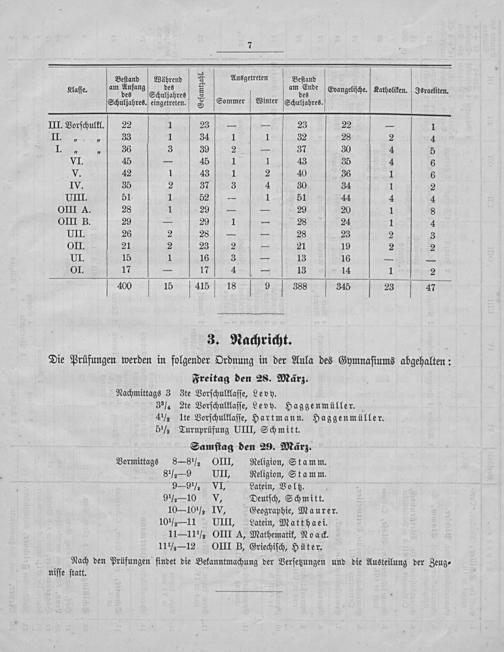 7
Klasse. Bestand am Anfang des Schuljahres. Während des Schuljahres eingetreten. Gesamtzahl Ausgetreten Sommer Winter Bestand am Ende des Schuljahres. Evangelische. Katholiken. Israeliten.
III. Vorschulkl. 22 1 23 — — 23 22 — 1
II. „ „ 33 1 34 1 1 32 28 2 4
I. „ „ 36 3 39 2 — 37 30 4 5
VI. 45 — 45 1 1 43 35 4 6
V. 42 1 43 1 2 40 36 1 6
IV. 35 2 37 3 4 30 34 1 2
UIII. 51 1 52 — 1 51 44 4 4
OIII A. 28 1 29 — — 29 20 1 8
OIII B. 29 — 29 1 — 28 24 1 4
UII. 26 2 28 — — 28 23 2 3
OII. 21 2 23 2 — 21 19 2 2
UI. 15 1 16 3 — 13 16 — —
OI. 17 — 17 4 — 13 14 1 2
400 15 415 18 9 388 345 23 47
3. Nachricht.
Die Prüfungen werden in folgender Ordnung in der Aula des Gymnasiums abgehalten:
Freitag den 28. März.
Nachmittags 3 3te Vorschulklasse, Levy.
3³/₄ 2te Vorschulklasse, Levy. Haggenmüller.
4¹/₂ 1te Vorschulklasse, Hartmann. Haggenmüller.
5¹/₂ Turnprüfung UIII, Schmitt.
Samstag den 29. März.
Vormittags 8—8¹/₂ OIII, Religion, Stamm.
8¹/₂—9 UII, Religion, Stamm.
9—9¹/₂ VI, Latein, Voltz.
9¹/₂—10 V, Deutsch, Schmitt.
10—10¹/₂ IV, Geographie, Maurer.
10¹/₂—11 UIII, Latein, Matthaei.
11—11¹/₂ OIII A, Mathematik, Noack.
11¹/₂—12 OIII B, Griechisch, Hüter.
Nach den Prüfungen findet die Bekanntmachung der Versetzungen und die Austeilung der Zeug-
nisse statt.